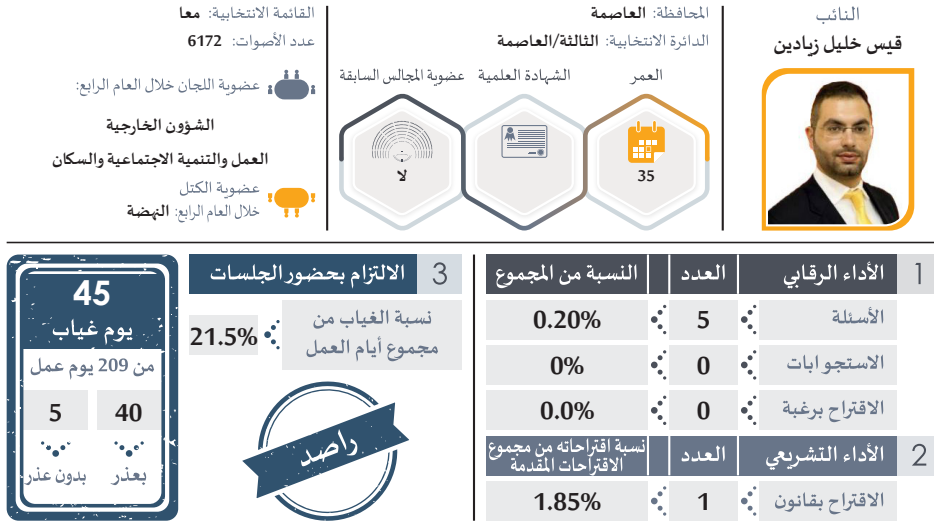 النائب
قيس خليل زيادين
المحافظة: العاصمة
الدائرة الانتخابية: الثالثة/العاصمة
العمر
35
الشهادة العلمية
عضوية المجالس السابقة
لا
القائمة الانتخابية: معا
عدد الأصوات: 6172
عضوية اللجان خلال العام الرابع:
الشؤون الخارجية
العمل والتنمية الاجتماعية والسكان
عضوية الكتل
خلال العام الرابع: النهضة
1 الأداء الرقابي العدد النسبة من المجموع
الأسئلة 5 0.20%
الاستجوابات 0 0%
الاقتراح برغبة 0 0.0%
2 الأداء التشريعي العدد نسبة اقتراحاته من مجموع
الاقتراحات المقدمة
الاقتراح بقانون 1 1.85%
3 الالتزام بحضور الجلسات
نسبة الغياب من
مجموع أيام العمل
21.5%
راصد
45
يوم غياب
من 209 يوم عمل
40 5
بعذر بدون عذر